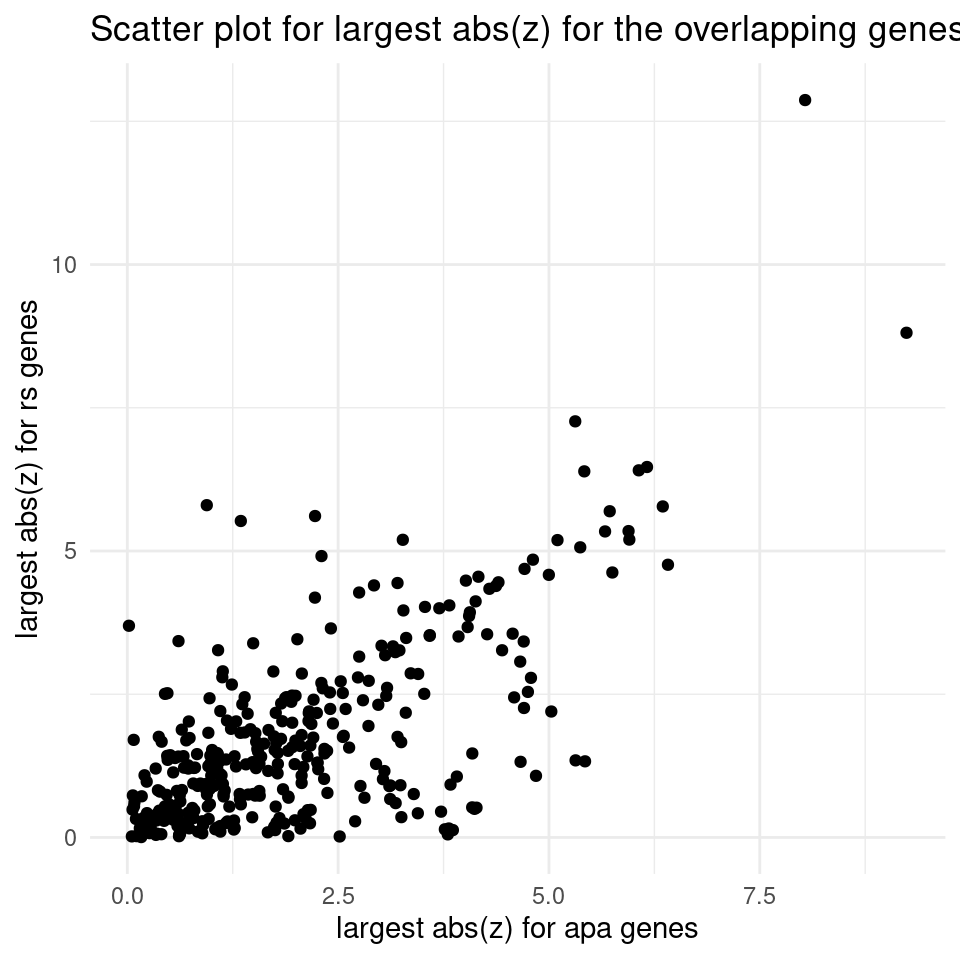 Scatter plot for largest abs(z) for the overlapping genes
largest abs(z) for rs genes
10
5
0
0.0 2.5 5.0 7.5
largest abs(z) for apa genes